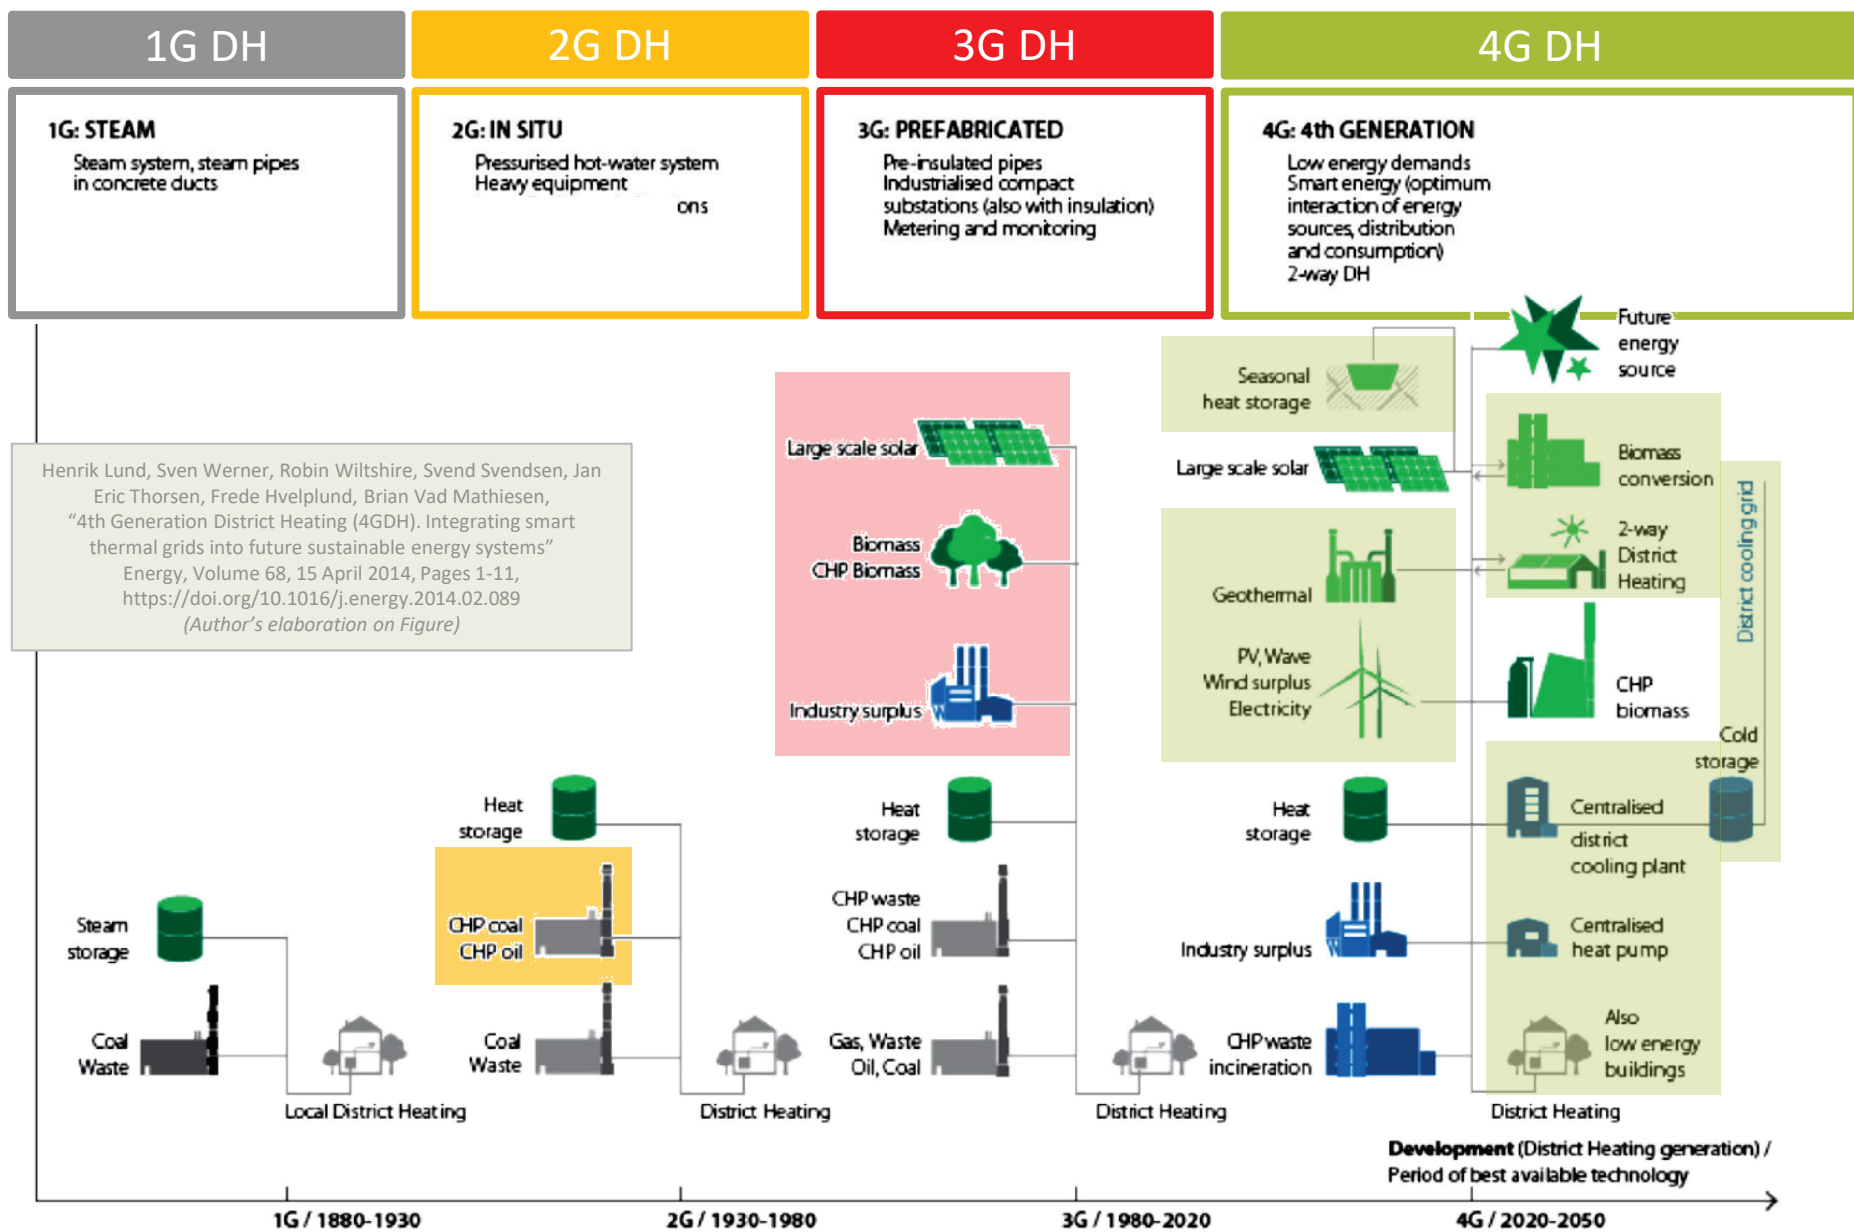 1G DH
2G DH
3G DH
4G DH
1G: STEAM
Steam system, steam pipes
in concrete ducts
2G: IN SITU
Pressurised hot-water system
Heavy equipment
ons
3G: PREFABRICATED
Pre-insulated pipes
Industrialised compact
substations (also with insulation)
Metering and monitoring
4G: 4th GENERATION
Low energy demands
Smart energy (optimum
interaction of energy
sources, distribution
and consumption)
2-way DH
Henrik Lund, Sven Werner, Robin Wiltshire, Svend Svendsen, Jan
Eric Thorsen, Frede Hvelplund, Brian Vad Mathiesen,
“4th Generation District Heating (4GDH). Integrating smart
thermal grids into future sustainable energy systems”
Energy, Volume 68, 15 April 2014, Pages 1-11,
https://doi.org/10.1016/j.energy.2014.02.089
(Author’s elaboration on Figure)
Steam
storage
Coal
Waste
Local District Heating
Heat
storage
CHP coal
CHP oil
Coal
Waste
District Heating
Large scale solar
Biomass
CHP Biomass
Industry surplus
Heat
storage
CHP waste
CHP coal
CHP oil
Gas, Waste
Oil, Coal
District Heating
Seasonal
heat storage
Large scale solar
Geothermal
PV, Wave
Wind surplus
Electricity
Heat
storage
Industry surplus
CHP waste
incineration
Future
energy
source
Biomass
conversion
2-way
District
Heating
CHP
biomass
District cooling grid
Cold
storage
Centralised
district
cooling plant
Centralised
heat pump
Also
low energy
buildings
District Heating
Development (District Heating generation) /
Period of best available technology
1G / 1880-1930
2G / 1930-1980
3G / 1980-2020
4G / 2020-2050